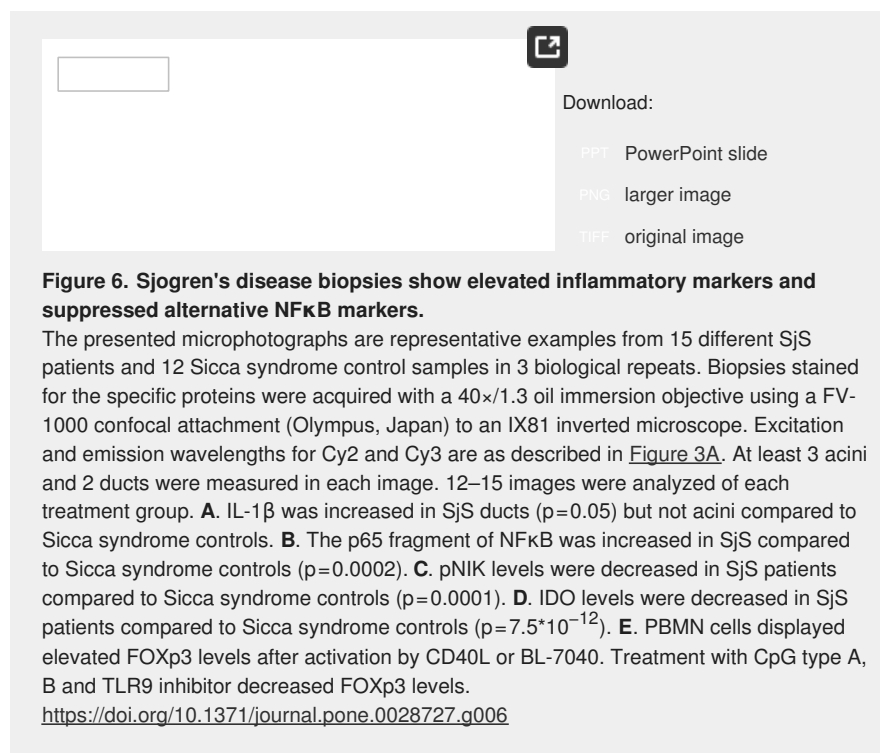 Download:
PPT PowerPoint slide
PNG larger image
TIFF original image
Figure 6. Sjogren's disease biopsies show elevated inflammatory markers and
suppressed alternative NFκB markers.
The presented microphotographs are representative examples from 15 different SjS
patients and 12 Sicca syndrome control samples in 3 biological repeats. Biopsies stained
for the specific proteins were acquired with a 40×/1.3 oil immersion objective using a FV-
1000 confocal attachment (Olympus, Japan) to an IX81 inverted microscope. Excitation
and emission wavelengths for Cy2 and Cy3 are as described in Figure 3A. At least 3 acini
and 2 ducts were measured in each image. 12–15 images were analyzed of each
treatment group. A. IL-1β was increased in SjS ducts (p=0.05) but not acini compared to
Sicca syndrome controls. B. The p65 fragment of NFκB was increased in SjS compared
to Sicca syndrome controls (p=0.0002). C. pNIK levels were decreased in SjS patients
compared to Sicca syndrome controls (p=0.0001). D. IDO levels were decreased in SjS
patients compared to Sicca syndrome controls (p=7.5*10−12). E. PBMN cells displayed
elevated FOXp3 levels after activation by CD40L or BL-7040. Treatment with CpG type A,
B and TLR9 inhibitor decreased FOXp3 levels.
https://doi.org/10.1371/journal.pone.0028727.g006